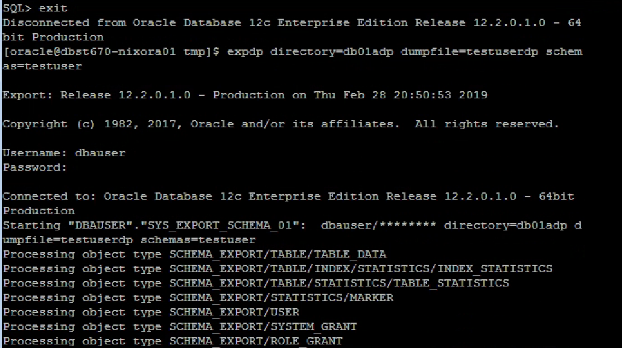 SQL> exit
Disconnected from Oracle Database 12c Enterprise Edition Release 12.2.0.1.0 - 64
bit Production
[oracle@dbst670-nixora01 tmp]$ expdp directory=db01adp dumpfile=testuserdp schem
as=testuser
Export: Release 12.2.0.1.0 - Production on Thu Feb 28 20:50:53 2019
Copyright (c) 1982, 2017, Oracle and/or its affiliates.  All rights reserved.
Username: dbauser
Password:
Connected to: Oracle Database 12c Enterprise Edition Release 12.2.0.1.0 - 64bit
Production
Starting "DBAUSER"."SYS_EXPORT_SCHEMA_01":  dbauser/******** directory=db01adp d
umpfile=testuserdp schemas=testuser
Processing object type SCHEMA_EXPORT/TABLE/TABLE_DATA
Processing object type SCHEMA_EXPORT/TABLE/INDEX/STATISTICS/INDEX_STATISTICS
Processing object type SCHEMA_EXPORT/TABLE/STATISTICS/TABLE_STATISTICS
Processing object type SCHEMA_EXPORT/STATISTICS/MARKER
Processing object type SCHEMA_EXPORT/USER
Processing object type SCHEMA_EXPORT/SYSTEM_GRANT
Processing object type SCHEMA_EXPORT/ROLE_GRANT